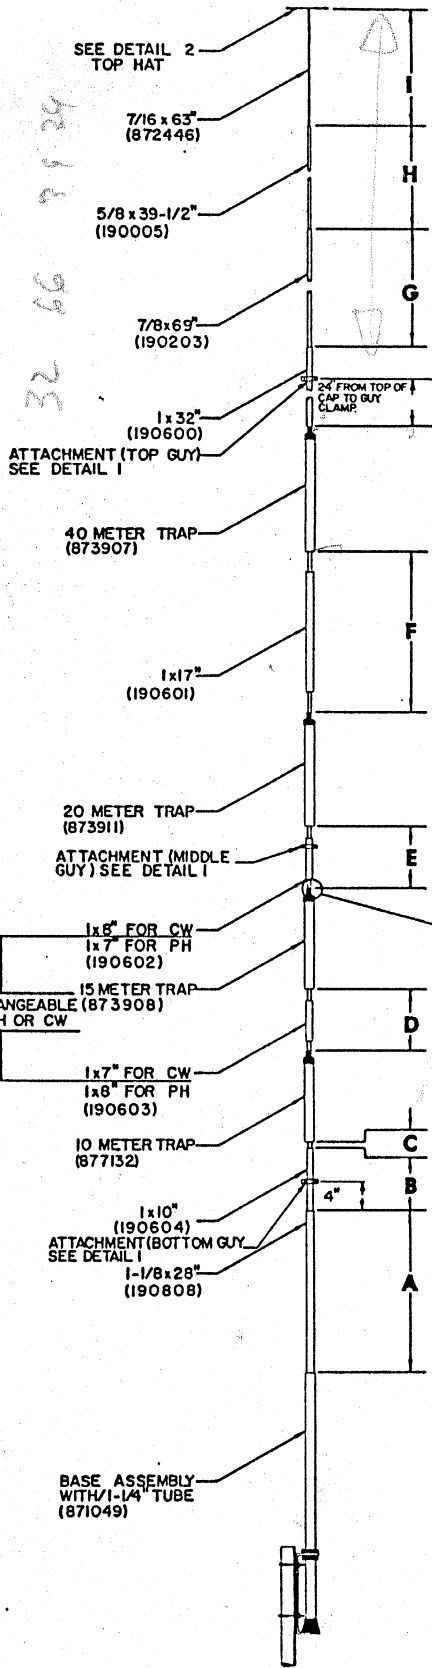 SEE DETAIL 2
TOP HAT
I
7/16 x 63"
(872446)
H
5/8 x 39-1/2"
(190005)
G
7/8x69"
(190203)
32 66
24" FROM TOP OF
CAP TO GUY
CLAMP.
1 x 32"
(190600)
ATTACHMENT (TOP GUY)
SEE DETAIL 1
40 METER TRAP
(873907)
F
1x17"
(190601)
20 METER TRAP
(873911)
E
ATTACHMENT (MIDDLE
GUY) SEE DETAIL 1
1x8" FOR CW
1x7" FOR PH
(190602)
15 METER TRAP
(873908)
ANGEABLE
H OR CW
D
1x7" FOR CW
1x8" FOR PH
(190603)
10 METER TRAP
(877132)
C
B
4"
1x10"
(190604)
ATTACHMENT (BOTTOM GUY
SEE DETAIL 1
1-1/8x28"
(190808)
A
BASE ASSEMBLY
WITH/1-1/4" TUBE
(871049)